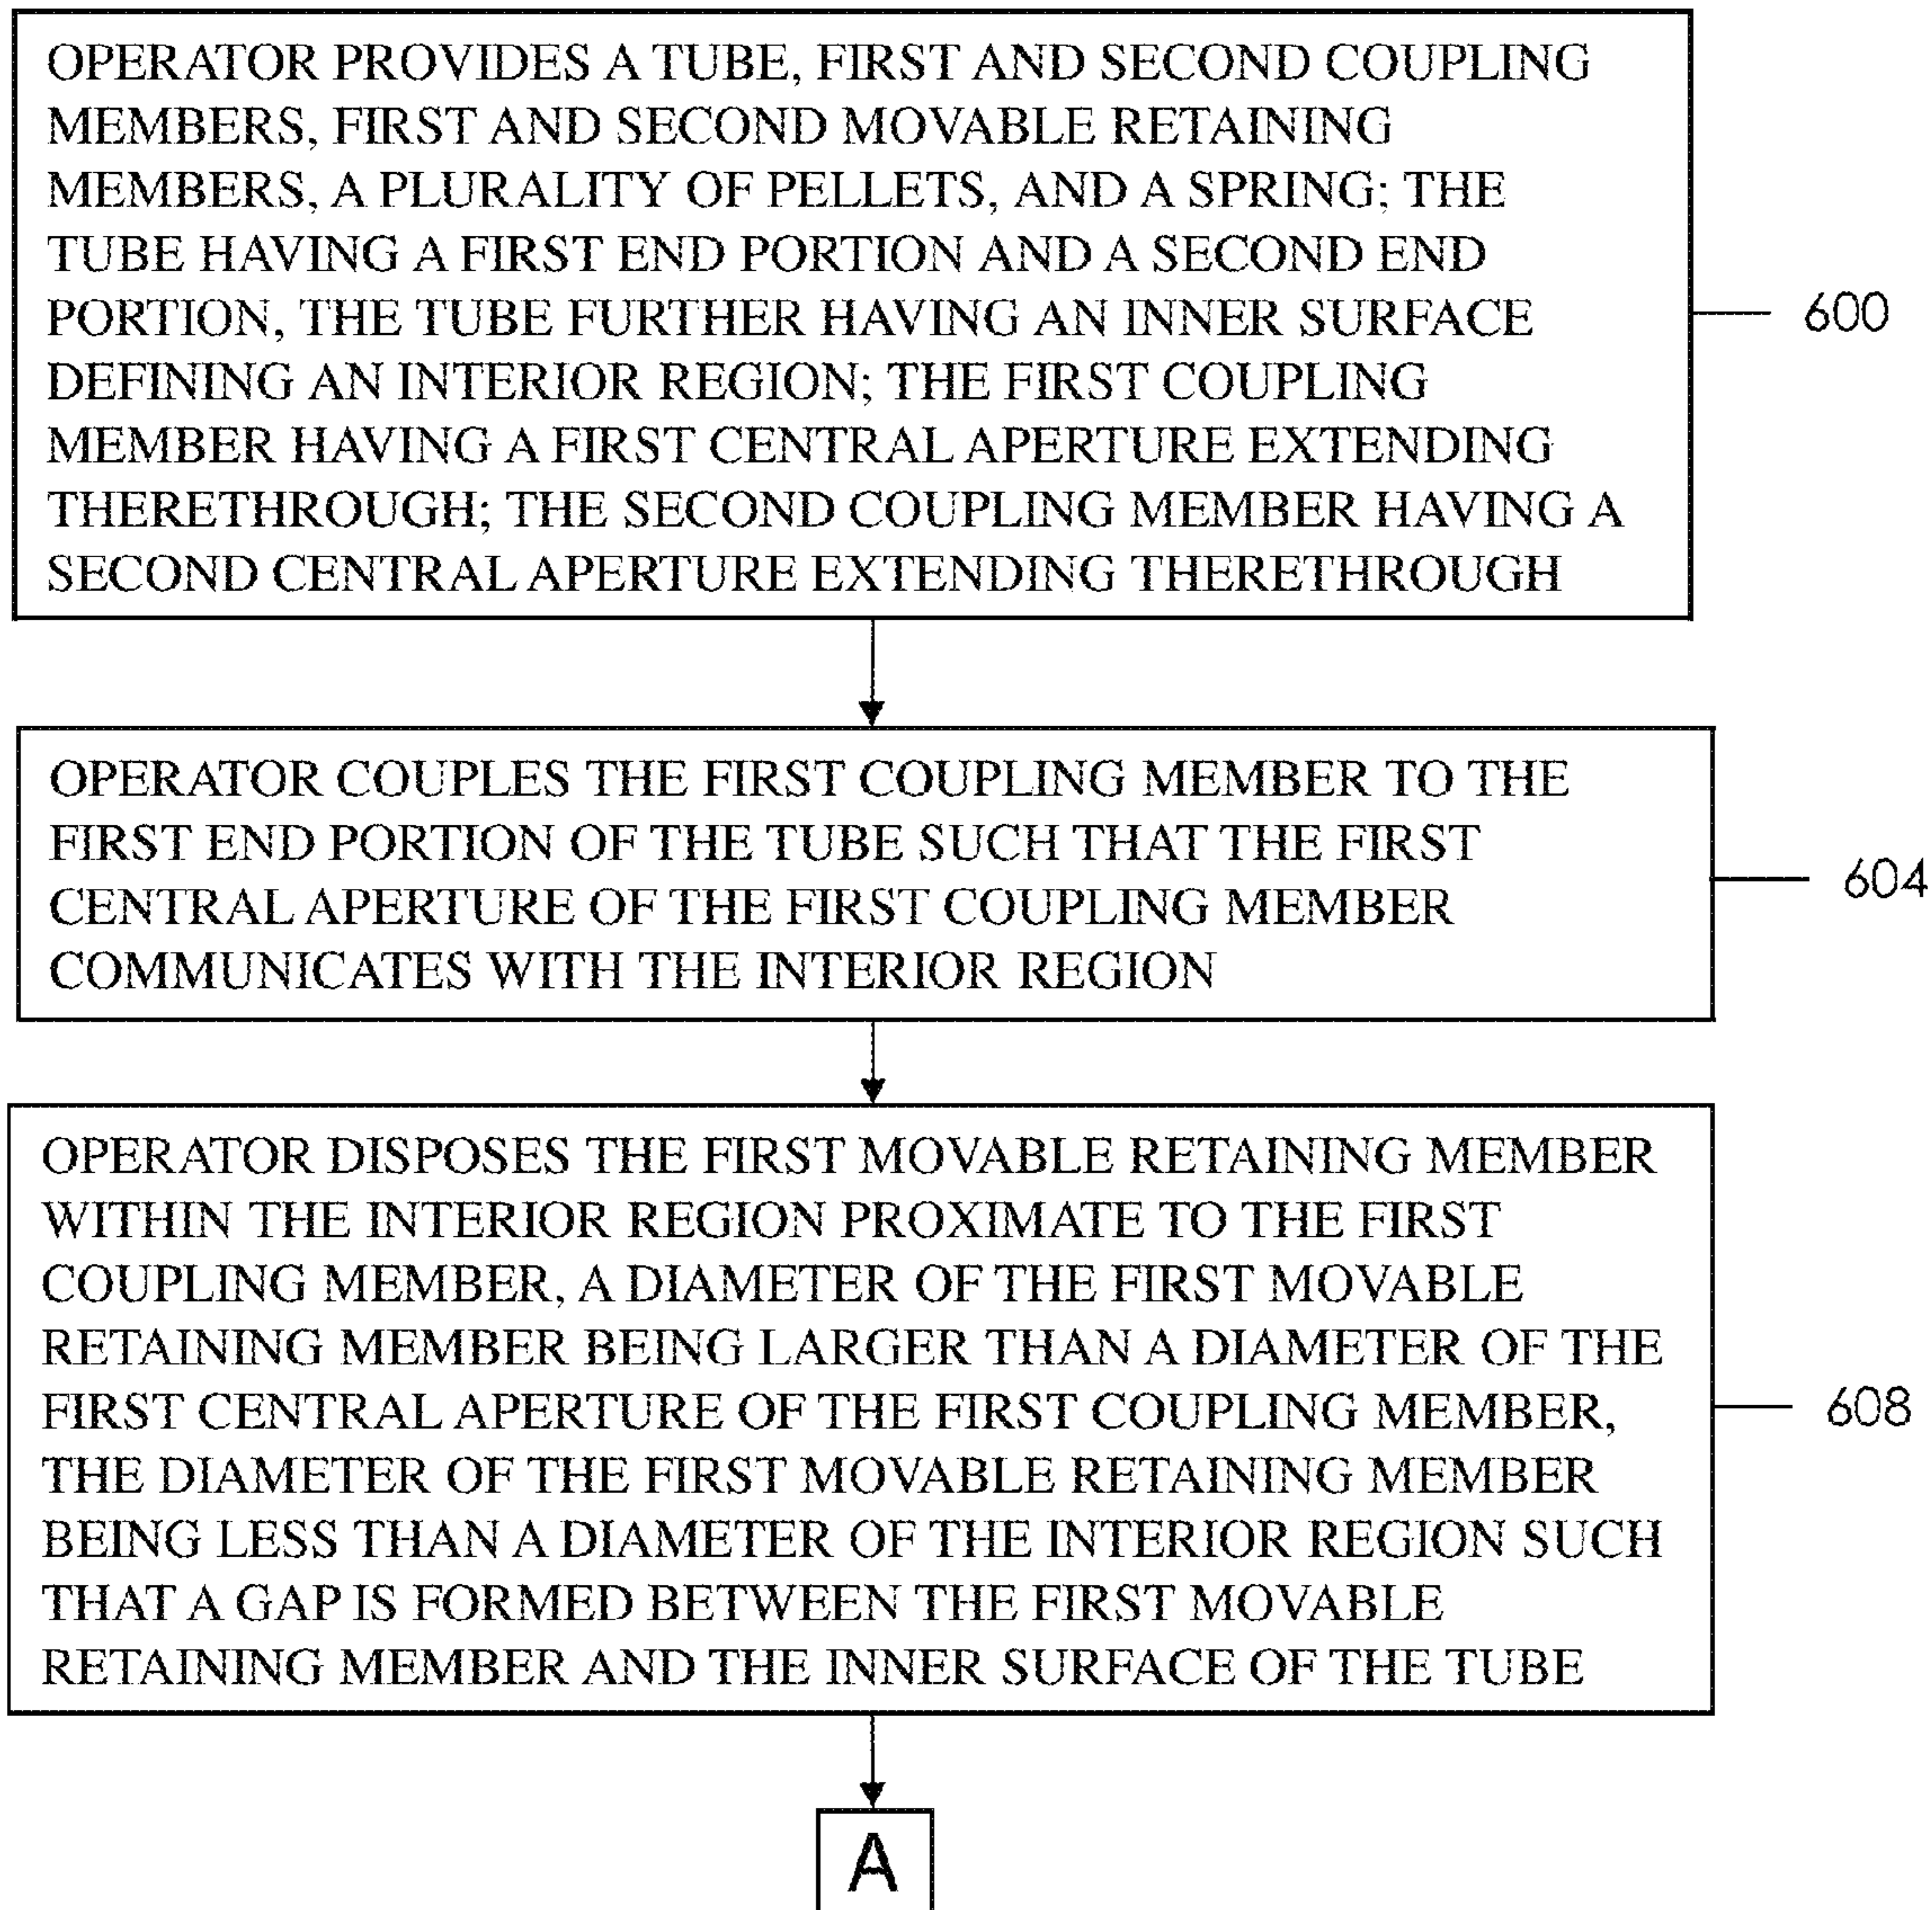 OPERATOR PROVIDES A TUBE, FIRST AND SECOND COUPLING
MEMBERS, FIRST AND SECOND MOVABLE RETAINING
MEMBERS, A PLURALITY OF PELLETS, AND A SPRING; THE
TUBE HAVING A FIRST END PORTION AND A SECOND END
PORTION, THE TUBE FURTHER HAVING AN INNER SURFACE
DEFINING AN INTERIOR REGION; THE FIRST COUPLING
MEMBER HAVING A FIRST CENTRAL APERTURE EXTENDING
THERETHROUGH; THE SECOND COUPLING MEMBER HAVING A
SECOND CENTRAL APERTURE EXTENDING THERETHROUGH
600
OPERATOR COUPLES THE FIRST COUPLING MEMBER TO THE
FIRST END PORTION OF THE TUBE SUCH THAT THE FIRST
CENTRAL APERTURE OF THE FIRST COUPLING MEMBER
COMMUNICATES WITH THE INTERIOR REGION
604
OPERATOR DISPOSES THE FIRST MOVABLE RETAINING MEMBER
WITHIN THE INTERIOR REGION PROXIMATE TO THE FIRST
COUPLING MEMBER, A DIAMETER OF THE FIRST MOVABLE
RETAINING MEMBER BEING LARGER THAN A DIAMETER OF THE
FIRST CENTRAL APERTURE OF THE FIRST COUPLING MEMBER,
THE DIAMETER OF THE FIRST MOVABLE RETAINING MEMBER
BEING LESS THAN A DIAMETER OF THE INTERIOR REGION SUCH
THAT A GAP IS FORMED BETWEEN THE FIRST MOVABLE
RETAINING MEMBER AND THE INNER SURFACE OF THE TUBE
608
A